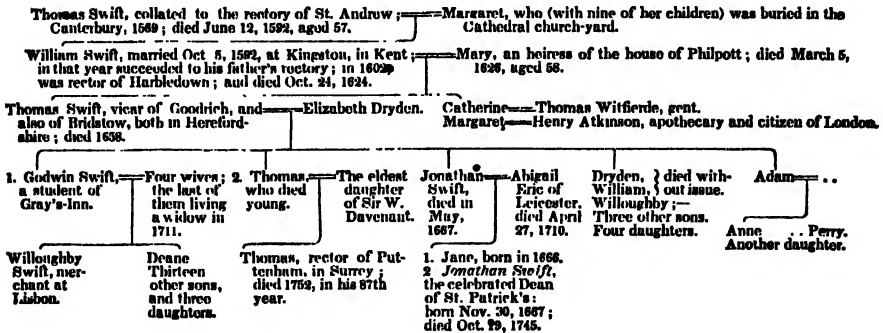 Thomas Swift, collated to the rectory of St. Andrew; Canterbury, 1569; died June 12, 1592, aged 57.
Margaret, who (with nine of her children) was buried in the Cathedral church-yard.
William Swift, married Oct 5, 1592, at Kingston, in Kent; in that year succeeded to his father's rectory; in 1602 was rector of Harbledown; and died Oct. 24, 1624.
Mary, an heiress of the house of Philpott; died March 5, 1626, aged 58.
Thomas Swift, vicar of Goodrich, and also of Bridstow, both in Herefordshire; died 1658.
Elizabeth Dryden.
Catherine
Thomas Witfierde, gent.
Margaret
Henry Atkinson, apothecary and citizen of London.
1. Godwin Swift, a student of Gray's-Inn.
Four wives; the last of them living a widow in 1711.
2. Thomas, who died young.
The eldest daughter of Sir W. Davenant.
Jonathan Swift, died in May, 1667.
Abigail Eric of Leicester. died April 27, 1710.
Dryden, William, } died without issue.
Willoughby;—
Three other sons.
Four daughters.
Adam
..
Anne .. Perry.
Another daughter.
Willoughby Swift, merchant at Lisbon.
Deane
Thirteen other sons, and three daughters.
Thomas, rector of Puttenham, in Surrey; died 1752, in his 87th year.
1. Jane, born in 1666.
2 Jonathan Swift, the celebrated Dean of St. Patrick's: born Nov. 30, 1667; died Oct. 29, 1745.